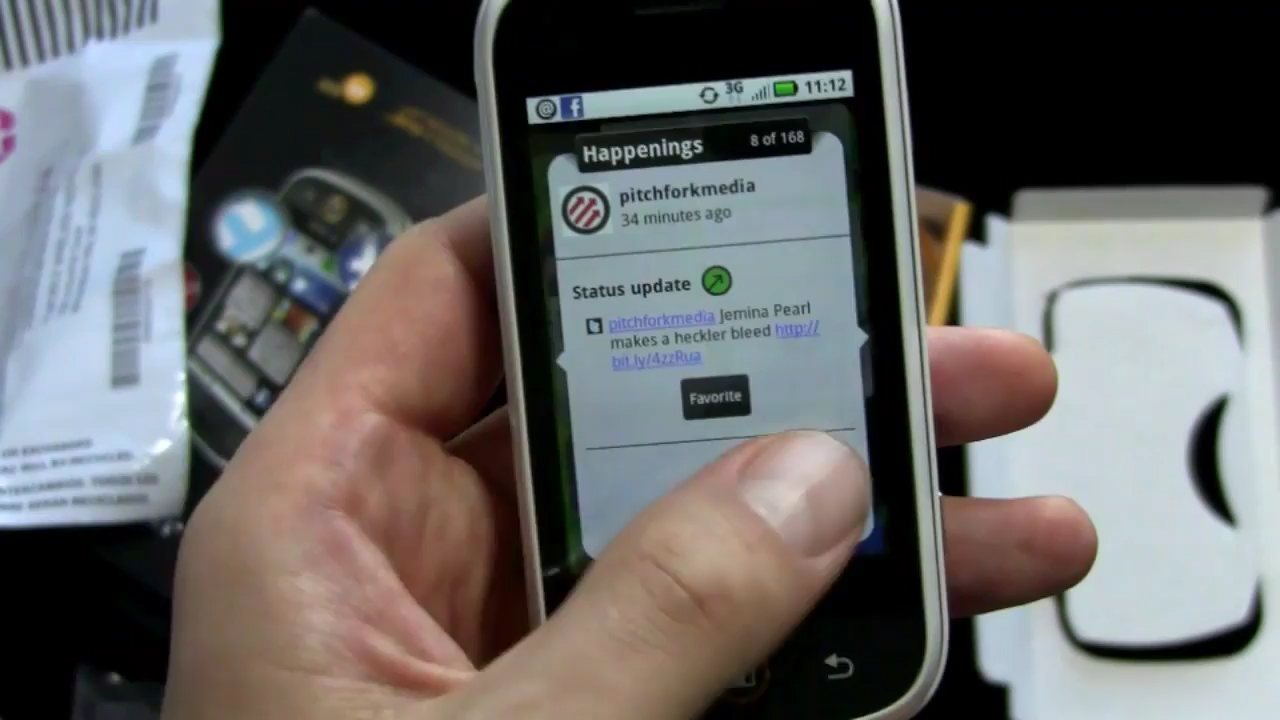 3G 11:12
Happenings 8 of 168
pitchforkmedia
34 minutes ago
Status update
pitchforkmedia Jemina Pearl
makes a heckler bleed http://
bit.ly/4zzRua
Favorite